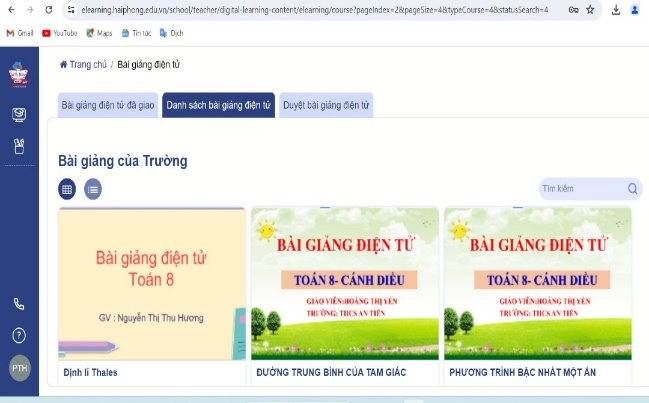 elearning.haiphong.edu.vn/school/teacher/digital-learning-content/elearning/course?pageIndex=2&pageSize=4&typeCourse=4&statusSearch=4
Gmail YouTube Maps Tin tức Dịch
Trang chủ / Bài giảng điện tử
Bài giảng điện tử đã giao Danh sách bài giảng điện tử Duyệt bài giảng điện tử
Bài giảng của Trường
Tìm kiếm
Bài giảng điện tử
Toán 8
GV : Nguyễn Thị Thu Hương
Định lí Thales
BÀI GIẢNG ĐIỆN TỬ
TOÁN 8- CÁNH DIỀU
GIÁO VIÊN:HOÀNG THỊ YẾN
TRƯỜNG: THCS AN TIẾN
ĐƯỜNG TRUNG BÌNH CỦA TAM GIÁC
BÀI GIẢNG ĐIỆN TỬ
TOÁN 8- CÁNH DIỀU
GIÁO VIÊN:HOÀNG THỊ YẾN
TRƯỜNG: THCS AN TIẾN
PHƯƠNG TRÌNH BẬC NHẤT MỘT ẨN
PTH